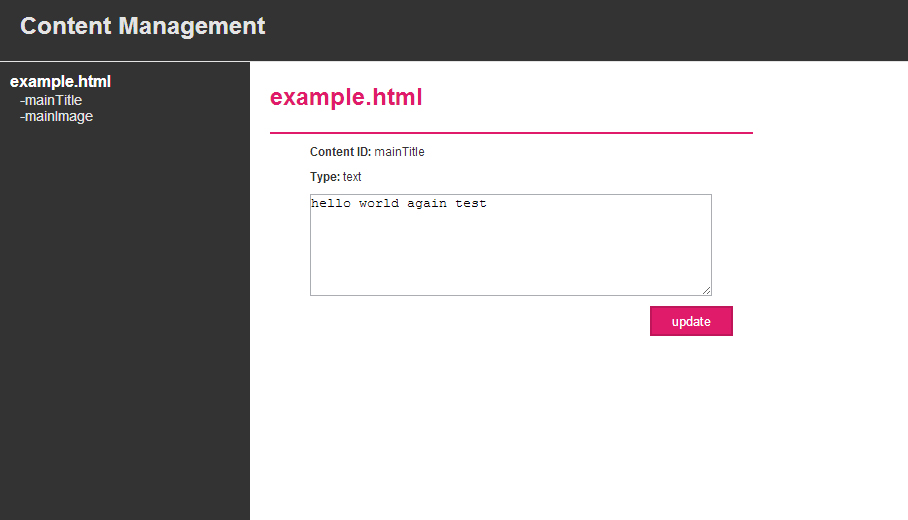 Content Management
example.html
-mainTitle
-mainImage
example.html
Content ID: mainTitle
Type: text
hello world again test
update